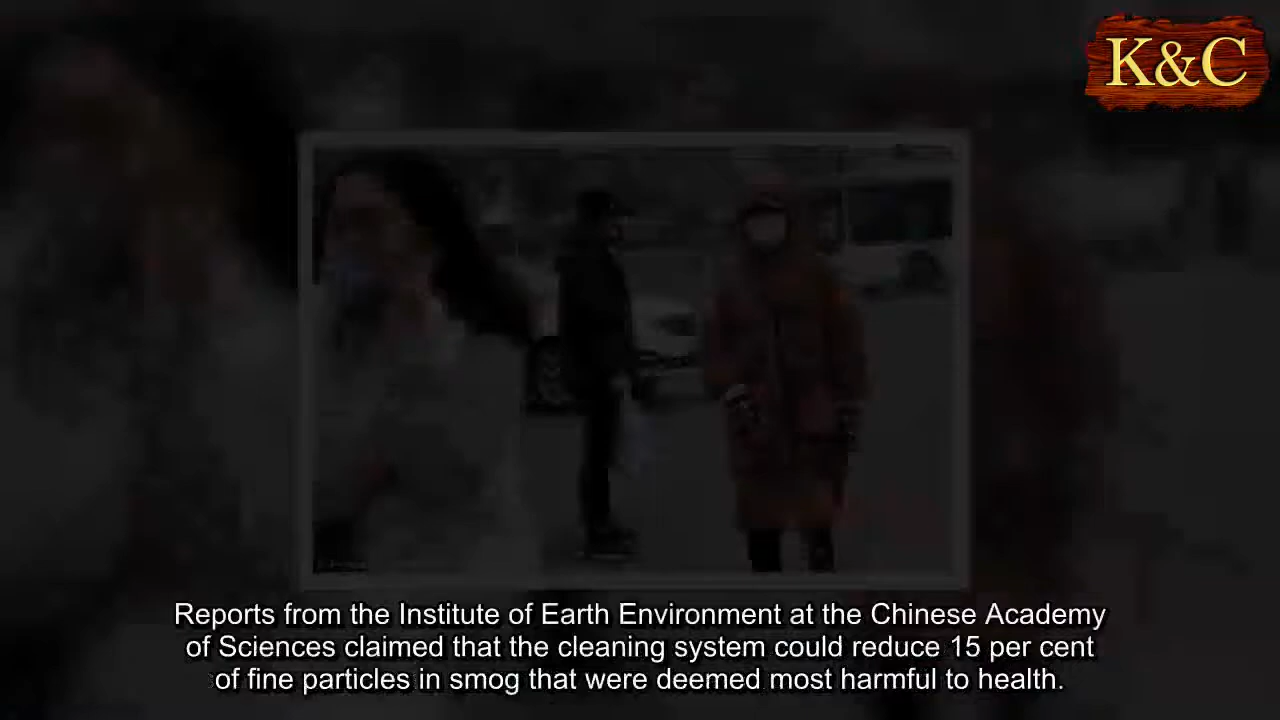 K&C
Reports from the Institute of Earth Environment at the Chinese Academy
of Sciences claimed that the cleaning system could reduce 15 per cent
of fine particles in smog that were deemed most harmful to health.